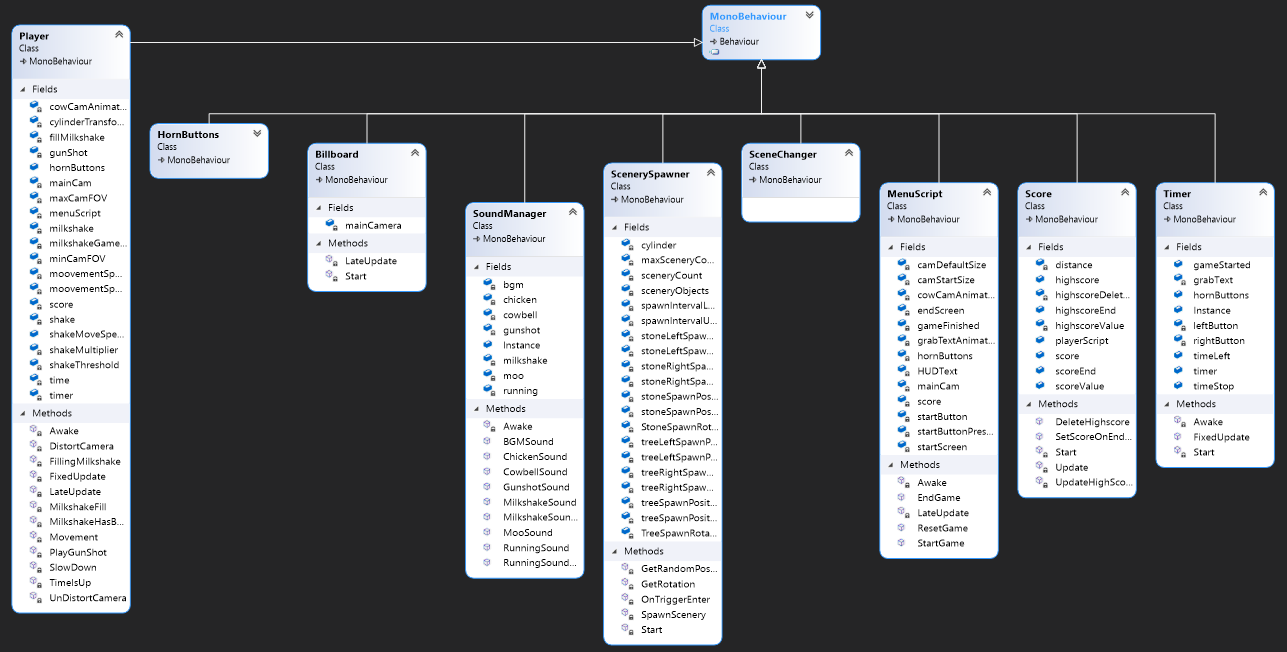 Player
Class
MonoBehaviour
Fields
cowCamAnimat...
cylinderTransfo...
fillMilkshake
gunShot
hornButtons
mainCam
maxCamFOV
menuScript
milkshake
milkshakeGame...
minCamFOV
moovementSp...
moovementSp...
score
shake
shakeMoveSpe...
shakeMultiplier
shakeThreshold
time
timer
Methods
Awake
DistortCamera
FillingMilkshake
FixedUpdate
LateUpdate
MilkshakeFill
MilkshakeHasB...
Movement
PlayGunShot
SlowDown
TimeIsUp
UnDistortCamera
MonoBehaviour
Class
Behaviour
HornButtons
Class
MonoBehaviour
Billboard
Class
MonoBehaviour
Fields
mainCamera
Methods
LateUpdate
Start
SoundManager
Class
MonoBehaviour
Fields
bgm
chicken
cowbell
gunshot
Instance
milkshake
moo
running
Methods
Awake
BGMSound
ChickenSound
CowbellSound
GunshotSound
MilkshakeSound
MilkshakeSoun...
MooSound
RunningSound
RunningSound...
ScenerySpawner
Class
MonoBehaviour
Fields
cylinder
maxSceneryCo...
sceneryCount
sceneryObjects
spawnIntervalL...
spawnIntervalU...
stoneLeftSpaw...
stoneLeftSpaw...
stoneRightSpa...
stoneRightSpa...
stoneSpawnPos...
stoneSpawnPos...
StoneSpawnRot...
treeLeftSpawnP...
treeLeftSpawnP...
treeRightSpaw...
treeRightSpaw...
treeSpawnPosit...
treeSpawnPosit...
TreeSpawnRota...
Methods
GetRandomPos...
GetRotation
OnTriggerEnter
SpawnScenery
Start
SceneChanger
Class
MonoBehaviour
MenuScript
Class
MonoBehaviour
Fields
camDefaultSize
camStartSize
cowCamAnimat...
endScreen
gameFinished
grabTextAnimat...
hornButtons
HUDText
mainCam
score
startButton
startButtonPres...
startScreen
Methods
Awake
EndGame
LateUpdate
ResetGame
StartGame
Score
Class
MonoBehaviour
Fields
distance
highscore
highscoreDelet...
highscoreEnd
highscoreValue
playerScript
score
scoreEnd
scoreValue
Methods
DeleteHighscore
SetScoreOnEnd...
Start
Update
UpdateHighSco...
Timer
Class
MonoBehaviour
Fields
gameStarted
grabText
hornButtons
Instance
leftButton
rightButton
timeLeft
timer
timeStop
Methods
Awake
FixedUpdate
Start